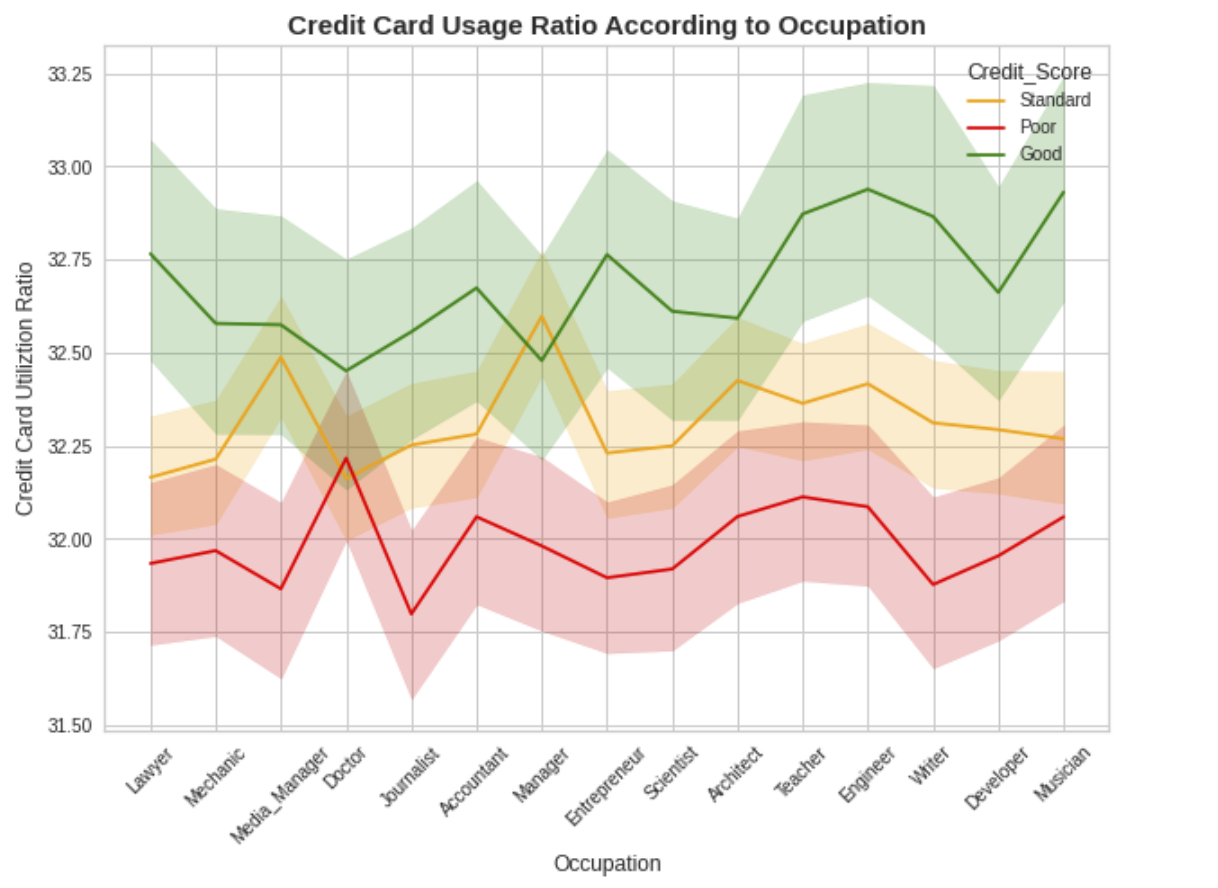 Credit Card Usage Ratio According to Occupation
33.25
33.00
32.75
32.50
32.25
32.00
31.75
31.50
Credit Card Utiliztion Ratio
Credit_Score
Standard
Poor
Good
Lawyer
Mechanic
Media_Manager
Doctor
Journalist
Accountant
Manager
Entrepreneur
Scientist
Architect
Teacher
Engineer
Writer
Developer
Musician
Occupation